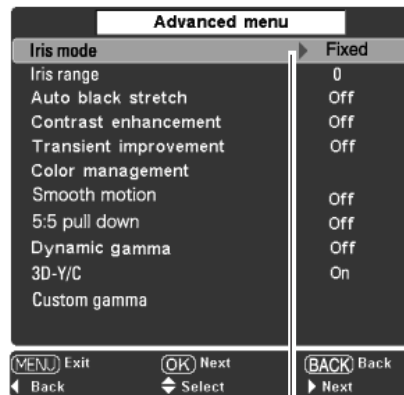 Advanced menu
Iris mode Fixed
Iris range 0
Auto black stretch Off
Contrast enhancement Off
Transient improvement Off
Color management
Smooth motion Off
5:5 pull down Off
Dynamic gamma Off
3D-Y/C On
Custom gamma
MENU Exit OK Next BACK Back
Back Select Next